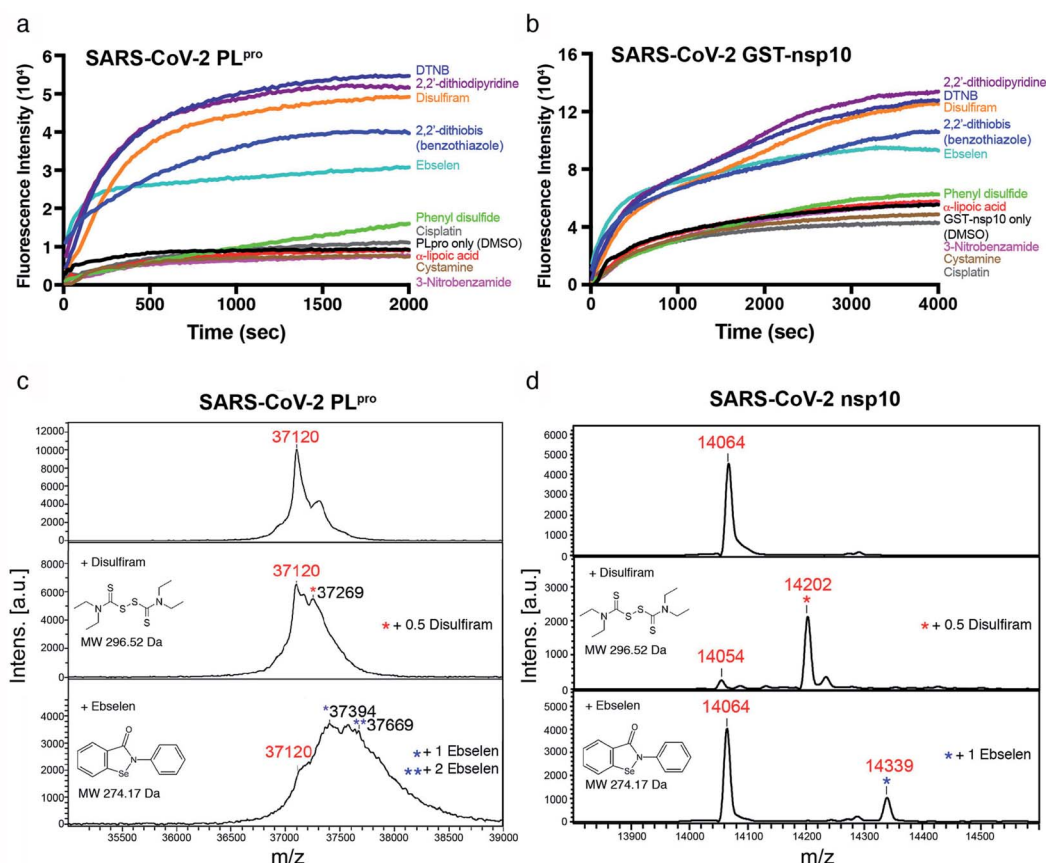 a
SARS-CoV-2 PLpro
Fluorescence Intensity (10⁴)
6
5
4
3
2
1
0
0 500 1000 1500 2000
Time (sec)
DTNB
2,2'-dithiodipyridine
Disulfiram
2,2'-dithiobis
(benzothiazole)
Ebselen
Phenyl disulfide
Cisplatin
PLpro only (DMSO)
α-lipoic acid
Cystamine
3-Nitrobenzamide
b
SARS-CoV-2 GST-nsp10
Fluorescence Intensity (10⁴)
16
12
8
4
0
0 1000 2000 3000 4000
Time (sec)
2,2'-dithiodipyridine
DTNB
Disulfiram
2,2'-dithiobis
(benzothiazole)
Ebselen
Phenyl disulfide
α-lipoic acid
GST-nsp10 only
(DMSO)
3-Nitrobenzamide
Cystamine
Cisplatin
c
SARS-CoV-2 PLpro
Intens. [a.u.]
12000
10000
8000
6000
4000
2000
0
37120
8000
6000
4000
2000
0
+ Disulfiram
N
S
S
S
S
N
MW 296.52 Da
37120
*37269
* + 0.5 Disulfiram
4000
3000
2000
1000
0
+ Ebselen
O
N
Se
MW 274.17 Da
37120
*37394
**37669
* + 1 Ebselen
** + 2 Ebselen
35500 36000 36500 37000 37500 38000 38500 39000
m/z
d
SARS-CoV-2 nsp10
Intens. [a.u.]
6000
5000
4000
3000
2000
1000
0
14064
3000
2000
1000
0
+ Disulfiram
N
S
S
S
S
N
MW 296.52 Da
14054
14202
*
* + 0.5 Disulfiram
5000
4000
3000
2000
1000
0
+ Ebselen
O
N
Se
MW 274.17 Da
14064
14339
*
* + 1 Ebselen
13900 14000 14100 14200 14300 14400 14500
m/z